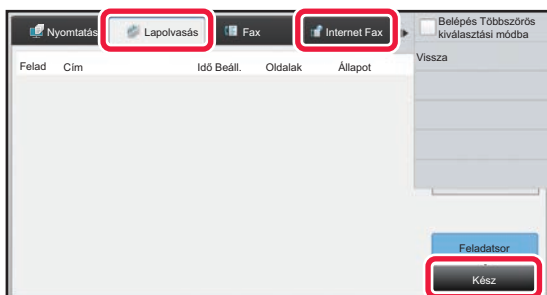 Nyomtatás
Lapolvasás
Fax
Internet Fax
Belépés Többszörös
kiválasztási módba
Vissza
Felad Cím Idő Beáll. Oldalak Állapot
Feladatsor
Kész